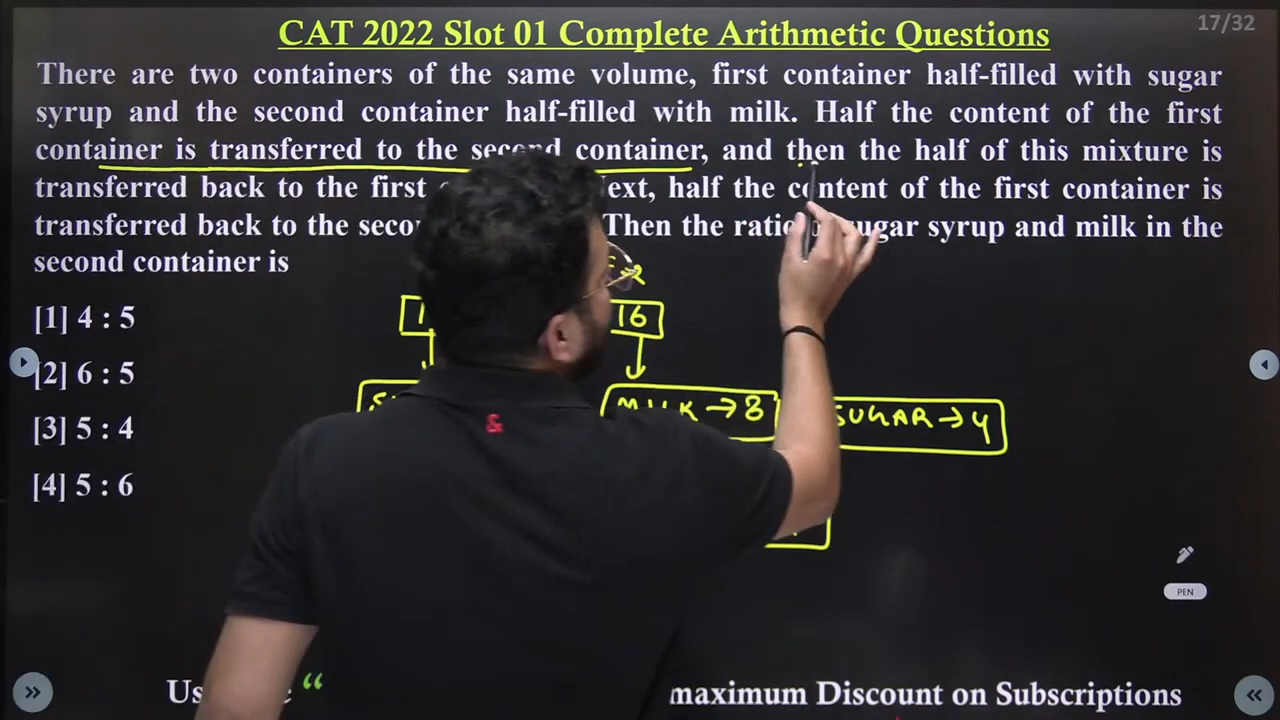 17/32
CAT 2022 Slot 01 Complete Arithmetic Questions
There are two containers of the same volume, first container half-filled with sugar
syrup and the second container half-filled with milk. Half the content of the first
container is transferred to the second container, and then the half of this mixture is
transferred back to the first Next, half the content of the first container is
transferred back to the Then the sugar syrup and milk in the
second container is
[1] 4 : 5
[2] 6 : 5
[3] 5 : 4
[4] 5 : 6
16
MILK → 8
SUGAR → 4
&
PEN
maximum Discount on Subscriptions